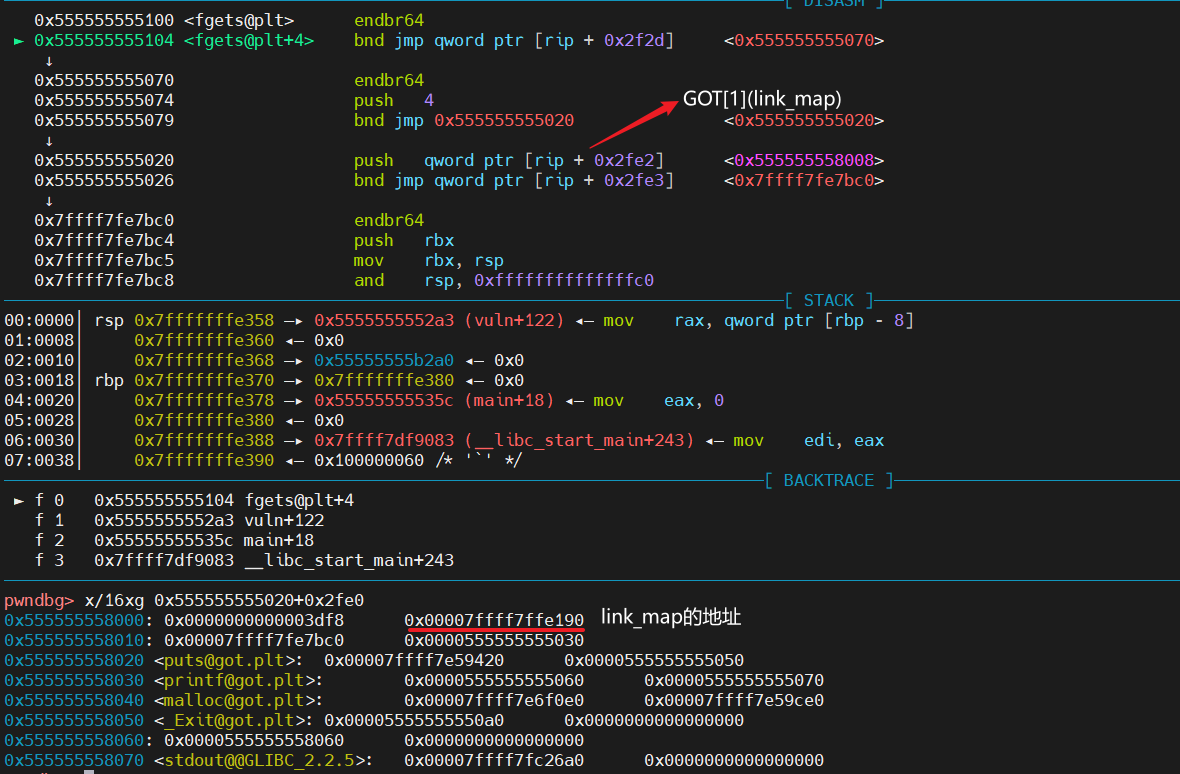 [ DISASM ]
0x555555555100 <fgets@plt> endbr64
► 0x555555555104 <fgets@plt+4> bnd jmp qword ptr [rip + 0x2f2d] <0x555555555070>
↓
0x555555555070 endbr64
0x555555555074 push 4
0x555555555079 bnd jmp 0x555555555020 <0x555555555020>
GOT[1](link_map)
↓
0x555555555020 push qword ptr [rip + 0x2fe2] <0x555555558008>
0x555555555026 bnd jmp qword ptr [rip + 0x2fe3] <0x7ffff7fe7bc0>
↓
0x7ffff7fe7bc0 endbr64
0x7ffff7fe7bc4 push rbx
0x7ffff7fe7bc5 mov rbx, rsp
0x7ffff7fe7bc8 and rsp, 0xffffffffffffffc0
[ STACK ]
00:0000│ rsp 0x7fffffffe358 —▸ 0x5555555552a3 (vuln+122) ◂— mov rax, qword ptr [rbp - 8]
01:0008│ 0x7fffffffe360 ◂— 0x0
02:0010│ 0x7fffffffe368 —▸ 0x55555555b2a0 ◂— 0x0
03:0018│ rbp 0x7fffffffe370 —▸ 0x7fffffffe380 ◂— 0x0
04:0020│ 0x7fffffffe378 —▸ 0x55555555535c (main+18) ◂— mov eax, 0
05:0028│ 0x7fffffffe380 ◂— 0x0
06:0030│ 0x7fffffffe388 —▸ 0x7ffff7df9083 (__libc_start_main+243) ◂— mov edi, eax
07:0038│ 0x7fffffffe390 ◂— 0x100000060 /* '`' */
[ BACKTRACE ]
► f 0 0x555555555104 fgets@plt+4
f 1 0x5555555552a3 vuln+122
f 2 0x55555555535c main+18
f 3 0x7ffff7df9083 __libc_start_main+243
pwndbg> x/16xg 0x555555555020+0x2fe0
0x555555558000: 0x0000000000003df8 0x00007ffff7ffe190 link_map的地址
0x555555558010: 0x00007ffff7fe7bc0 0x0000555555555030
0x555555558020 <puts@got.plt>: 0x00007ffff7e59420 0x0000555555555050
0x555555558030 <printf@got.plt>: 0x0000555555555060 0x0000555555555070
0x555555558040 <malloc@got.plt>: 0x00007ffff7e6f0e0 0x00007ffff7e59ce0
0x555555558050 <_Exit@got.plt>: 0x00005555555550a0 0x0000000000000000
0x555555558060: 0x0000555555558060 0x0000000000000000
0x555555558070 <stdout@@GLIBC_2.2.5>: 0x00007ffff7fc26a0 0x0000000000000000